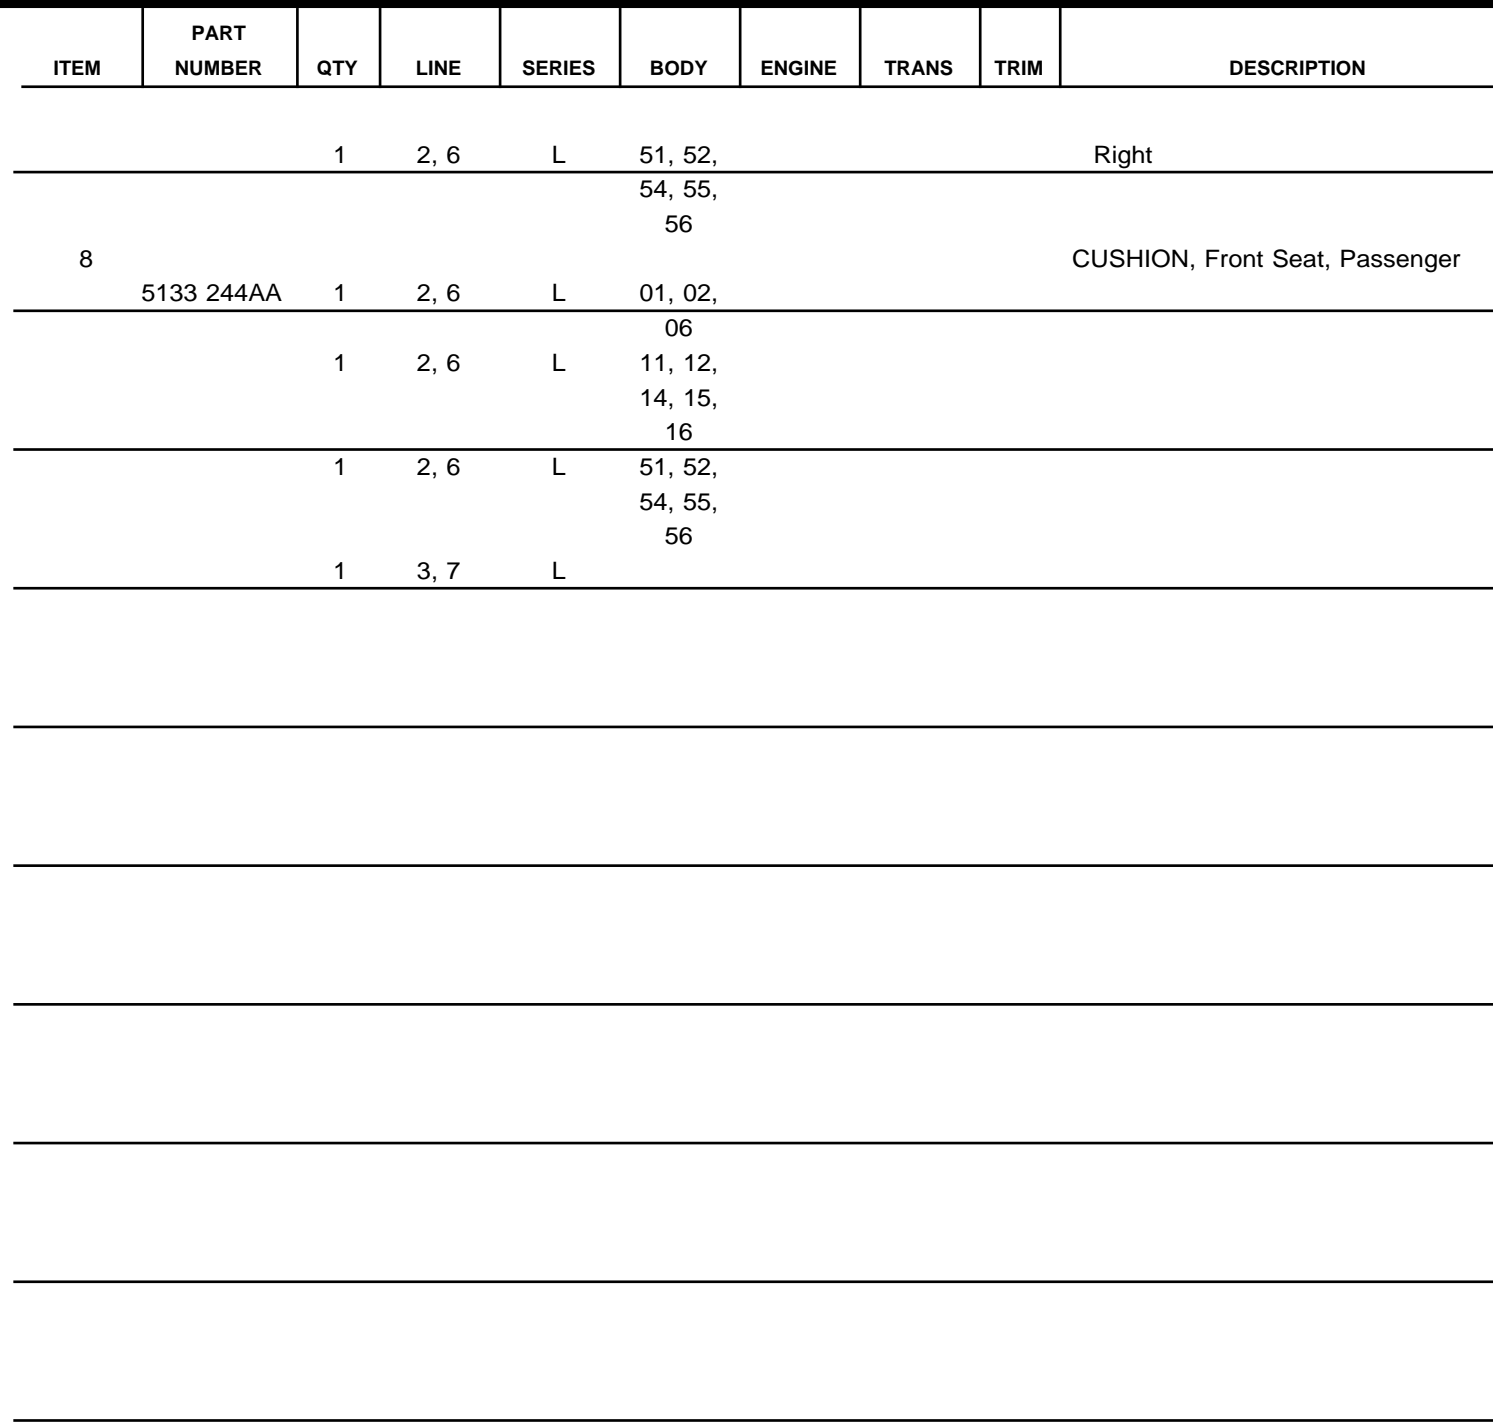 PART
ITEM NUMBER QTY LINE SERIES BODY ENGINE TRANS TRIM DESCRIPTION
1 2, 6 L 51, 52, Right
54, 55,
56
8 CUSHION, Front Seat, Passenger
5133 244AA 1 2, 6 L 01, 02,
06
1 2, 6 L 11, 12,
14, 15,
16
1 2, 6 L 51, 52,
54, 55,
56
1 3, 7 L